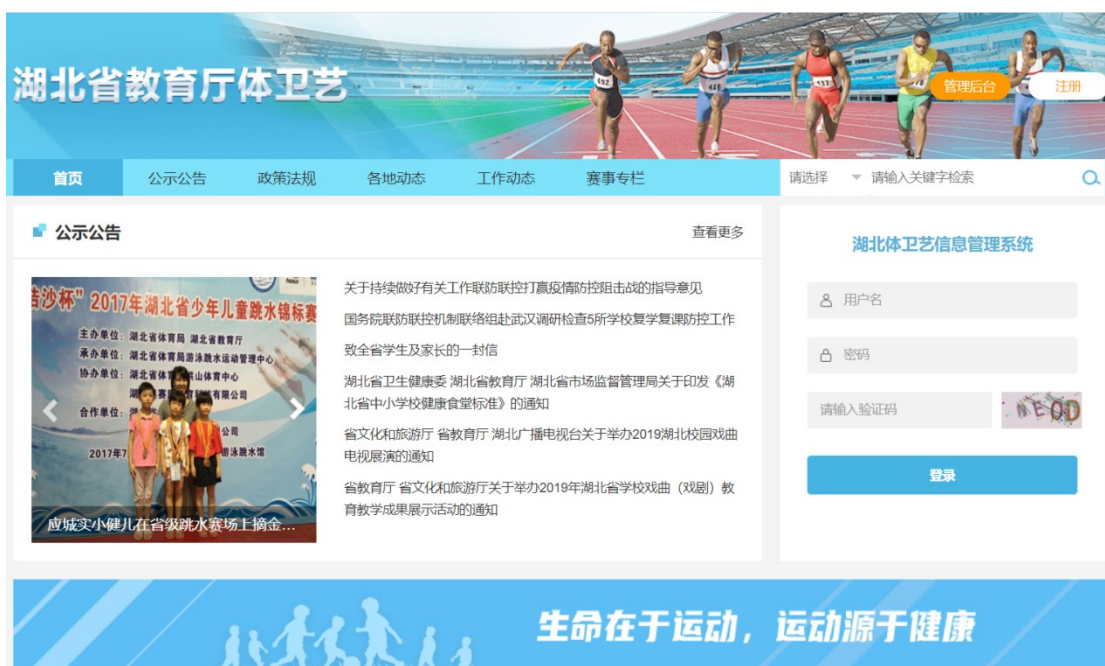 湖北省教育厅体卫艺
管理后台
注册
首页
公示公告
政策法规
各地动态
工作动态
赛事专栏
请选择
请输入关键字检索
公示公告
查看更多
浩沙杯”2017年湖北省少年儿童跳水锦标赛
主办单位：湖北省体育局 湖北省教育厅
承办单位：湖北省体育局游泳跳水运动管理中心
协办单位：
合作单位：
2017年7
应城实小健儿在省级跳水赛场上摘金...
关于持续做好有关工作联防联控打赢疫情防控阻击战的指导意见
国务院联防联控机制联络组赴武汉调研检查5所学校复学复课防控工作
致全省学生及家长的一封信
湖北省卫生健康委 湖北省教育厅 湖北省市场监督管理局关于印发《湖
北省中小学校健康食堂标准》的通知
省文化和旅游厅 省教育厅 湖北广播电视台关于举办2019湖北校园戏曲
电视展演的通知
省教育厅 省文化和旅游厅关于举办2019年湖北省学校戏曲（戏剧）教
育教学成果展示活动的通知
湖北体卫艺信息管理系统
用户名
密码
请输入验证码
NEOD
登录
生命在于运动，运动源于健康